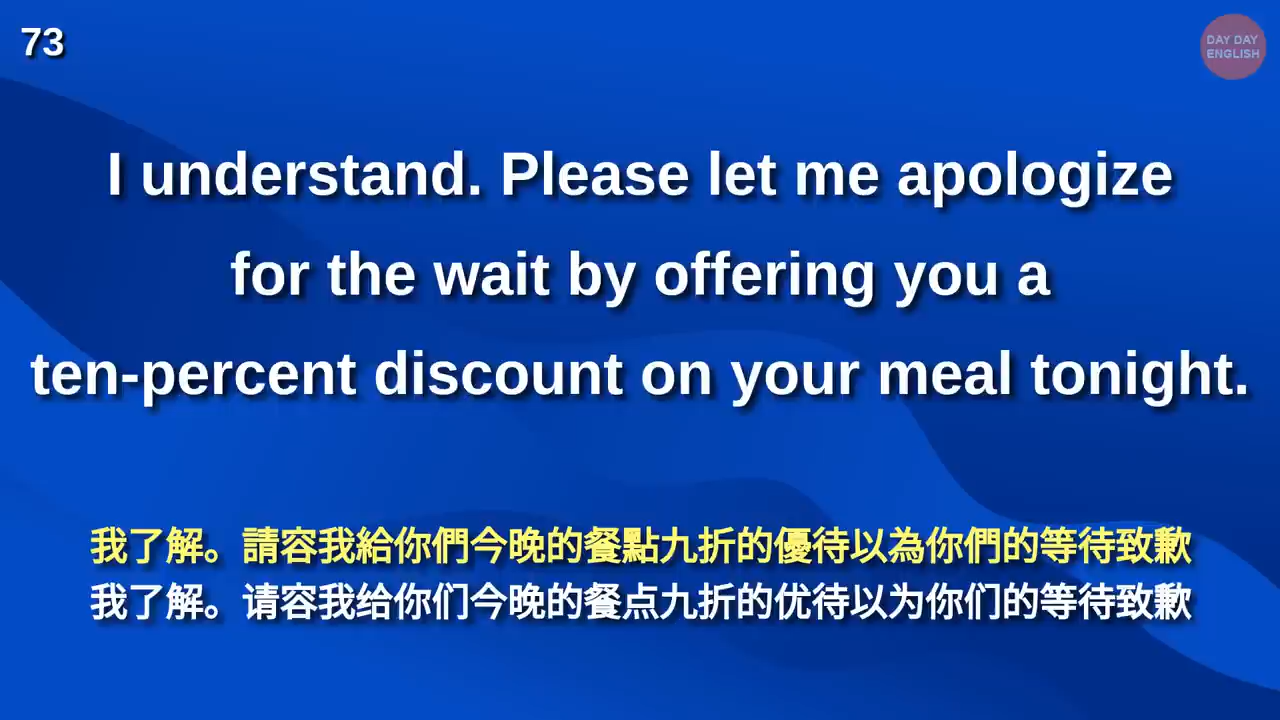 73
DAY DAY
ENGLISH
I understand. Please let me apologize
for the wait by offering you a
ten-percent discount on your meal tonight.
我了解。請容我給你們今晚的餐點九折的優待以為你們的等待致歉
我了解。请容我给你们今晚的餐点九折的优待以为你们的等待致歉